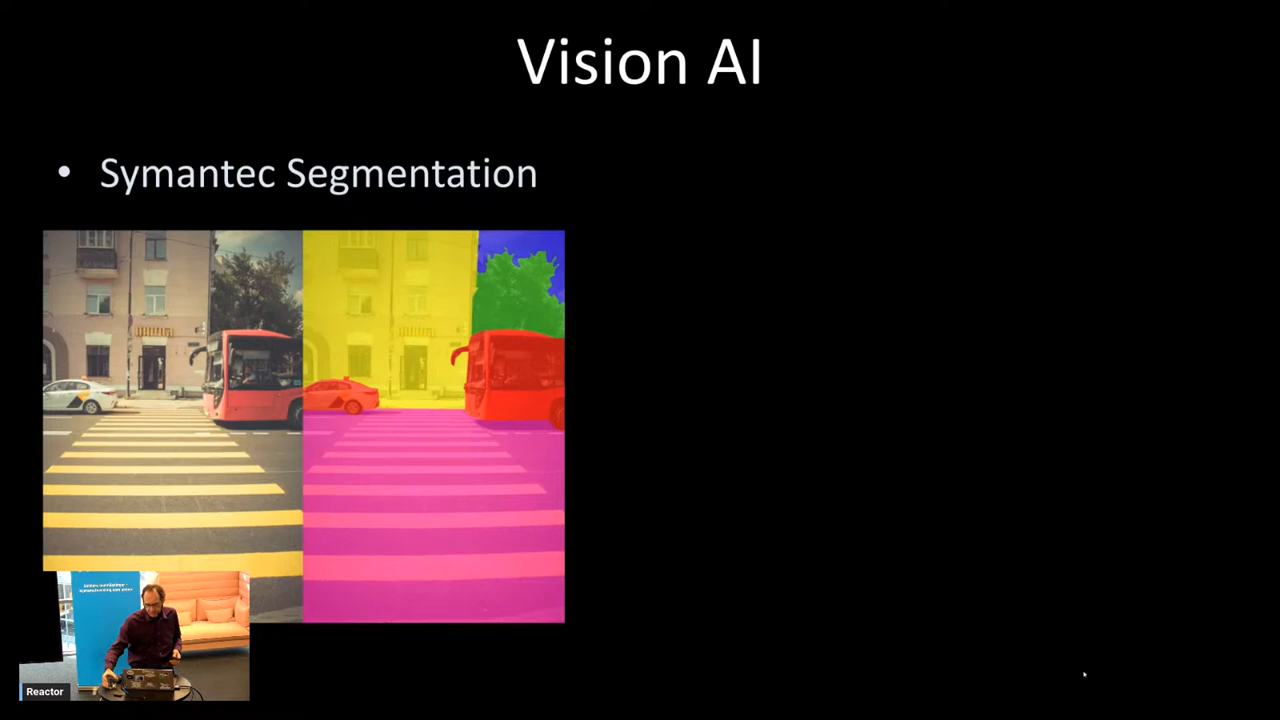 Vision AI
• Symantec Segmentation
Reactor